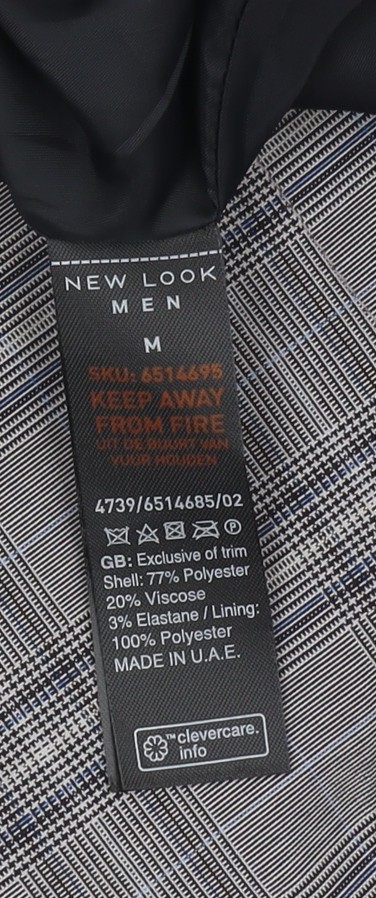 NEW LOOK
MEN
M
SKU: 6514695
KEEP AWAY
FROM FIRE
UIT DE BUURT VAN
VUUR HOUDEN
4739/6514685/02
P
GB: Exclusive of trim
Shell: 77% Polyester
20% Viscose
3% Elastane / Lining:
100% Polyester
MADE IN U.A.E.
™clevercare.
info